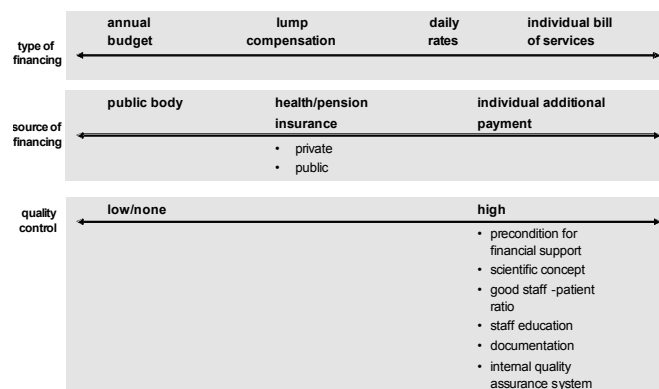 annual budget
lump compensation
daily rates
individual bill of services
type of financing
public body
health/pension insurance
individual additional payment
source of financing
• private
• public
low/none
high
quality control
• precondition for
financial support
• scientific concept
• good staff -patient
ratio
• staff education
• documentation
• internal quality
assurance system